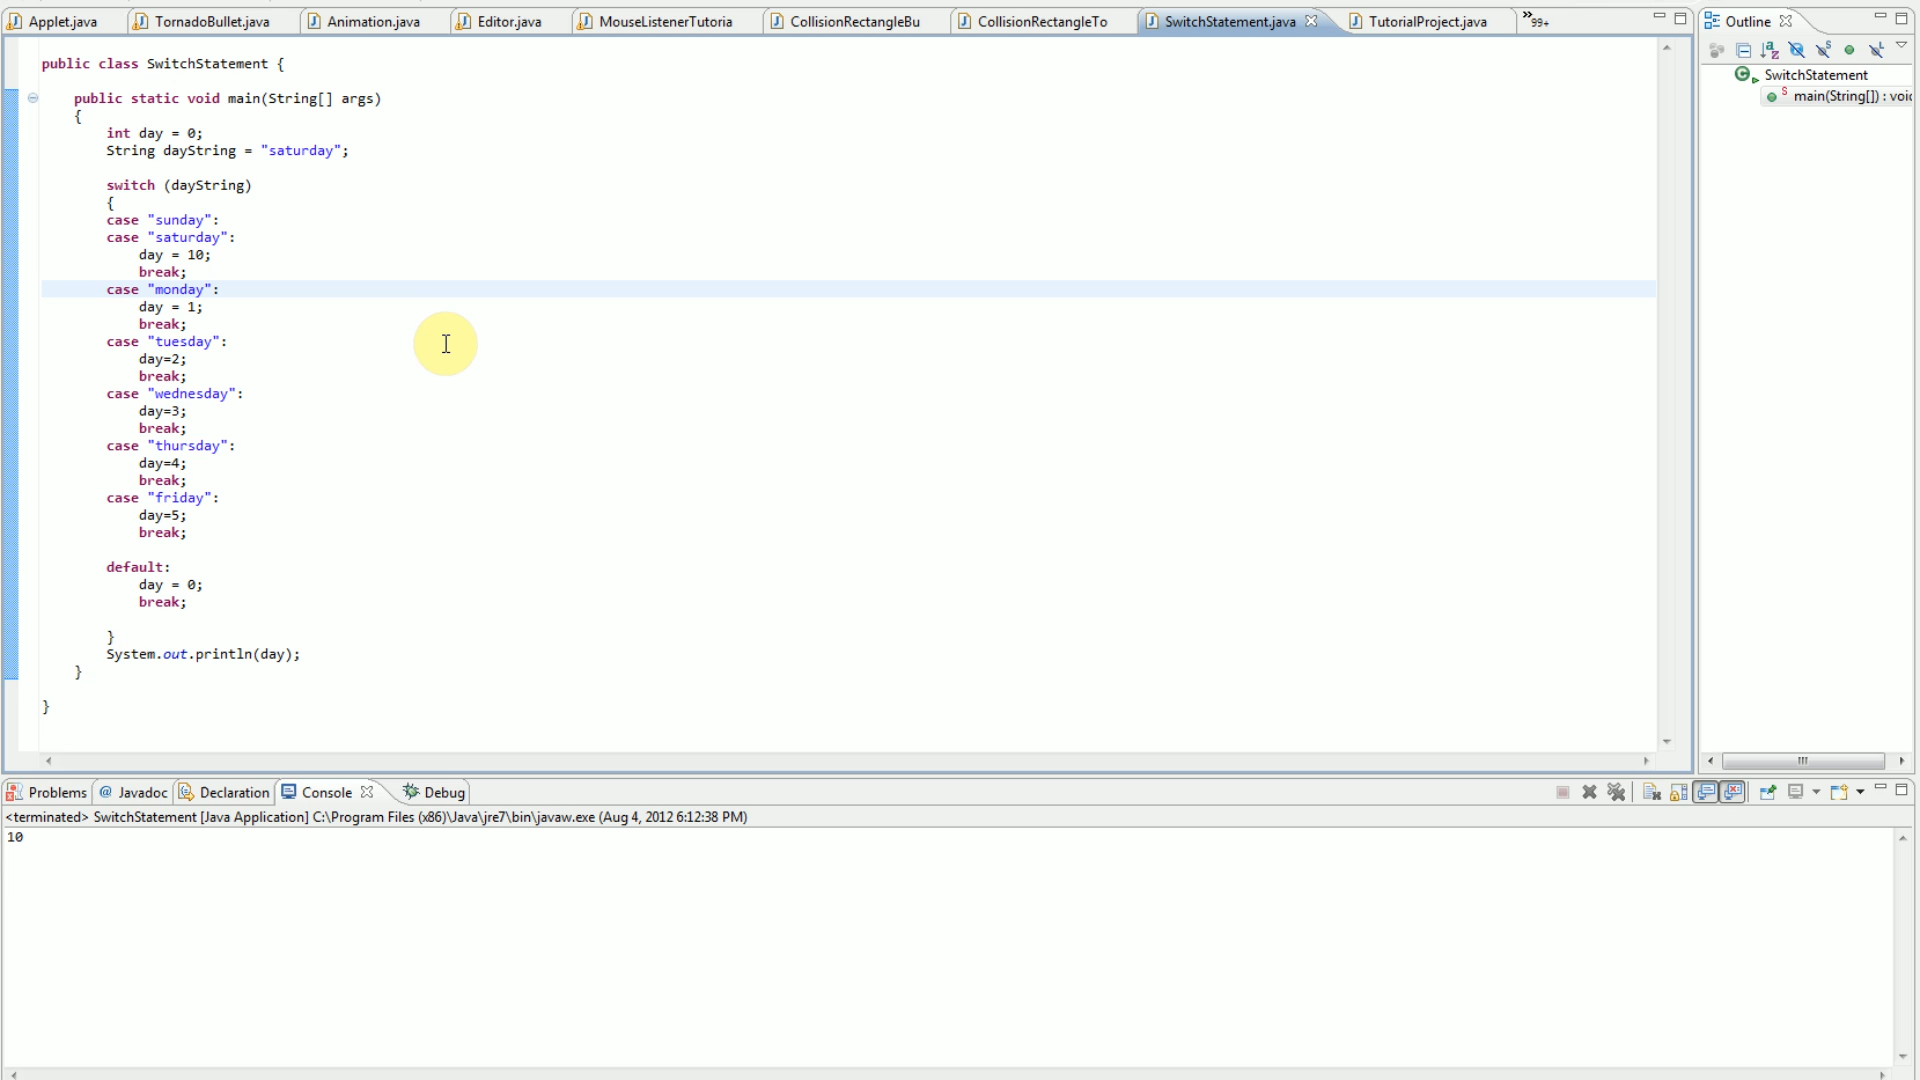 Applet.java TornadoBullet.java Animation.java Editor.java MouseListenerTutoria CollisionRectangleBu CollisionRectangleTo SwitchStatement.java TutorialProject.java »99+
Outline
public class SwitchStatement {
public static void main(String[] args)
{
int day = 0;
String dayString = "saturday";
switch (dayString)
{
case "sunday":
case "saturday":
day = 10;
break;
case "monday":
day = 1;
break;
case "tuesday":
day=2;
break;
case "wednesday":
day=3;
break;
case "thursday":
day=4;
break;
case "friday":
day=5;
break;
default:
day = 0;
break;
}
System.out.println(day);
}
}
SwitchStatement
main(String[]) : voi
Problems @ Javadoc Declaration Console Debug
<terminated> SwitchStatement [Java Application] C:\Program Files (x86)\Java\jre7\bin\javaw.exe (Aug 4, 2012 6:12:38 PM)
10